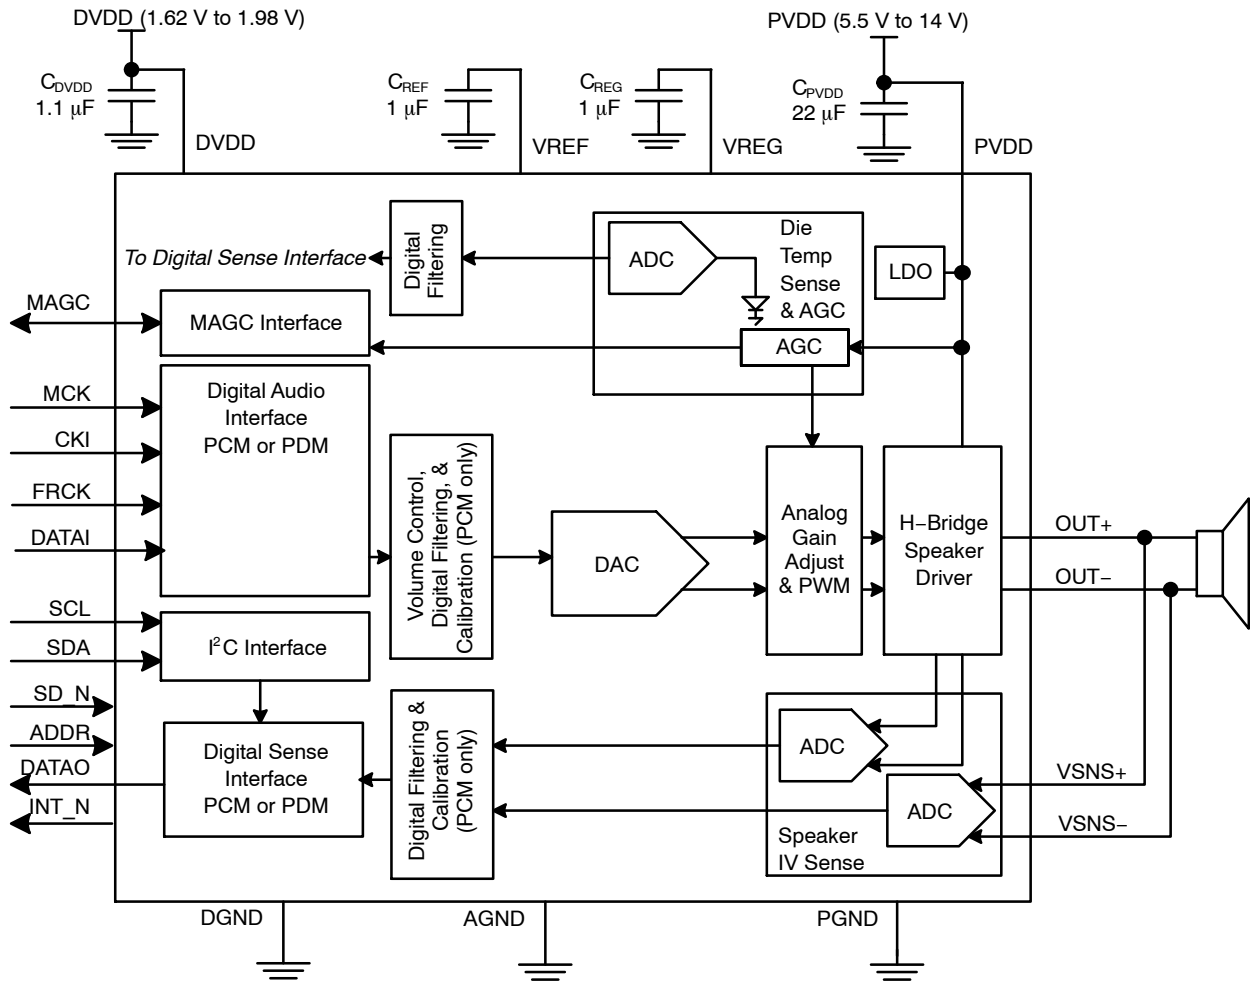 DVDD (1.62 V to 1.98 V)
PVDD (5.5 V to 14 V)
CDVDD
1.1 μF
CREF
1 μF
CREG
1 μF
CPVDD
22 μF
DVDD
VREF
VREG
PVDD
To Digital Sense Interface
Digital
Filtering
ADC
Die
Temp
Sense
& AGC
LDO
MAGC
MAGC Interface
AGC
MCK
CKI
FRCK
DATAI
Digital Audio
Interface
PCM or PDM
Volume Control,
Digital Filtering, &
Calibration (PCM only)
DAC
Analog
Gain
Adjust
& PWM
H−Bridge
Speaker
Driver
OUT+
OUT−
SCL
SDA
I²C Interface
SD_N
ADDR
DATAO
INT_N
Digital Sense
Interface
PCM or PDM
Digital Filtering &
Calibration
(PCM only)
ADC
ADC
Speaker
IV Sense
VSNS+
VSNS−
DGND
AGND
PGND